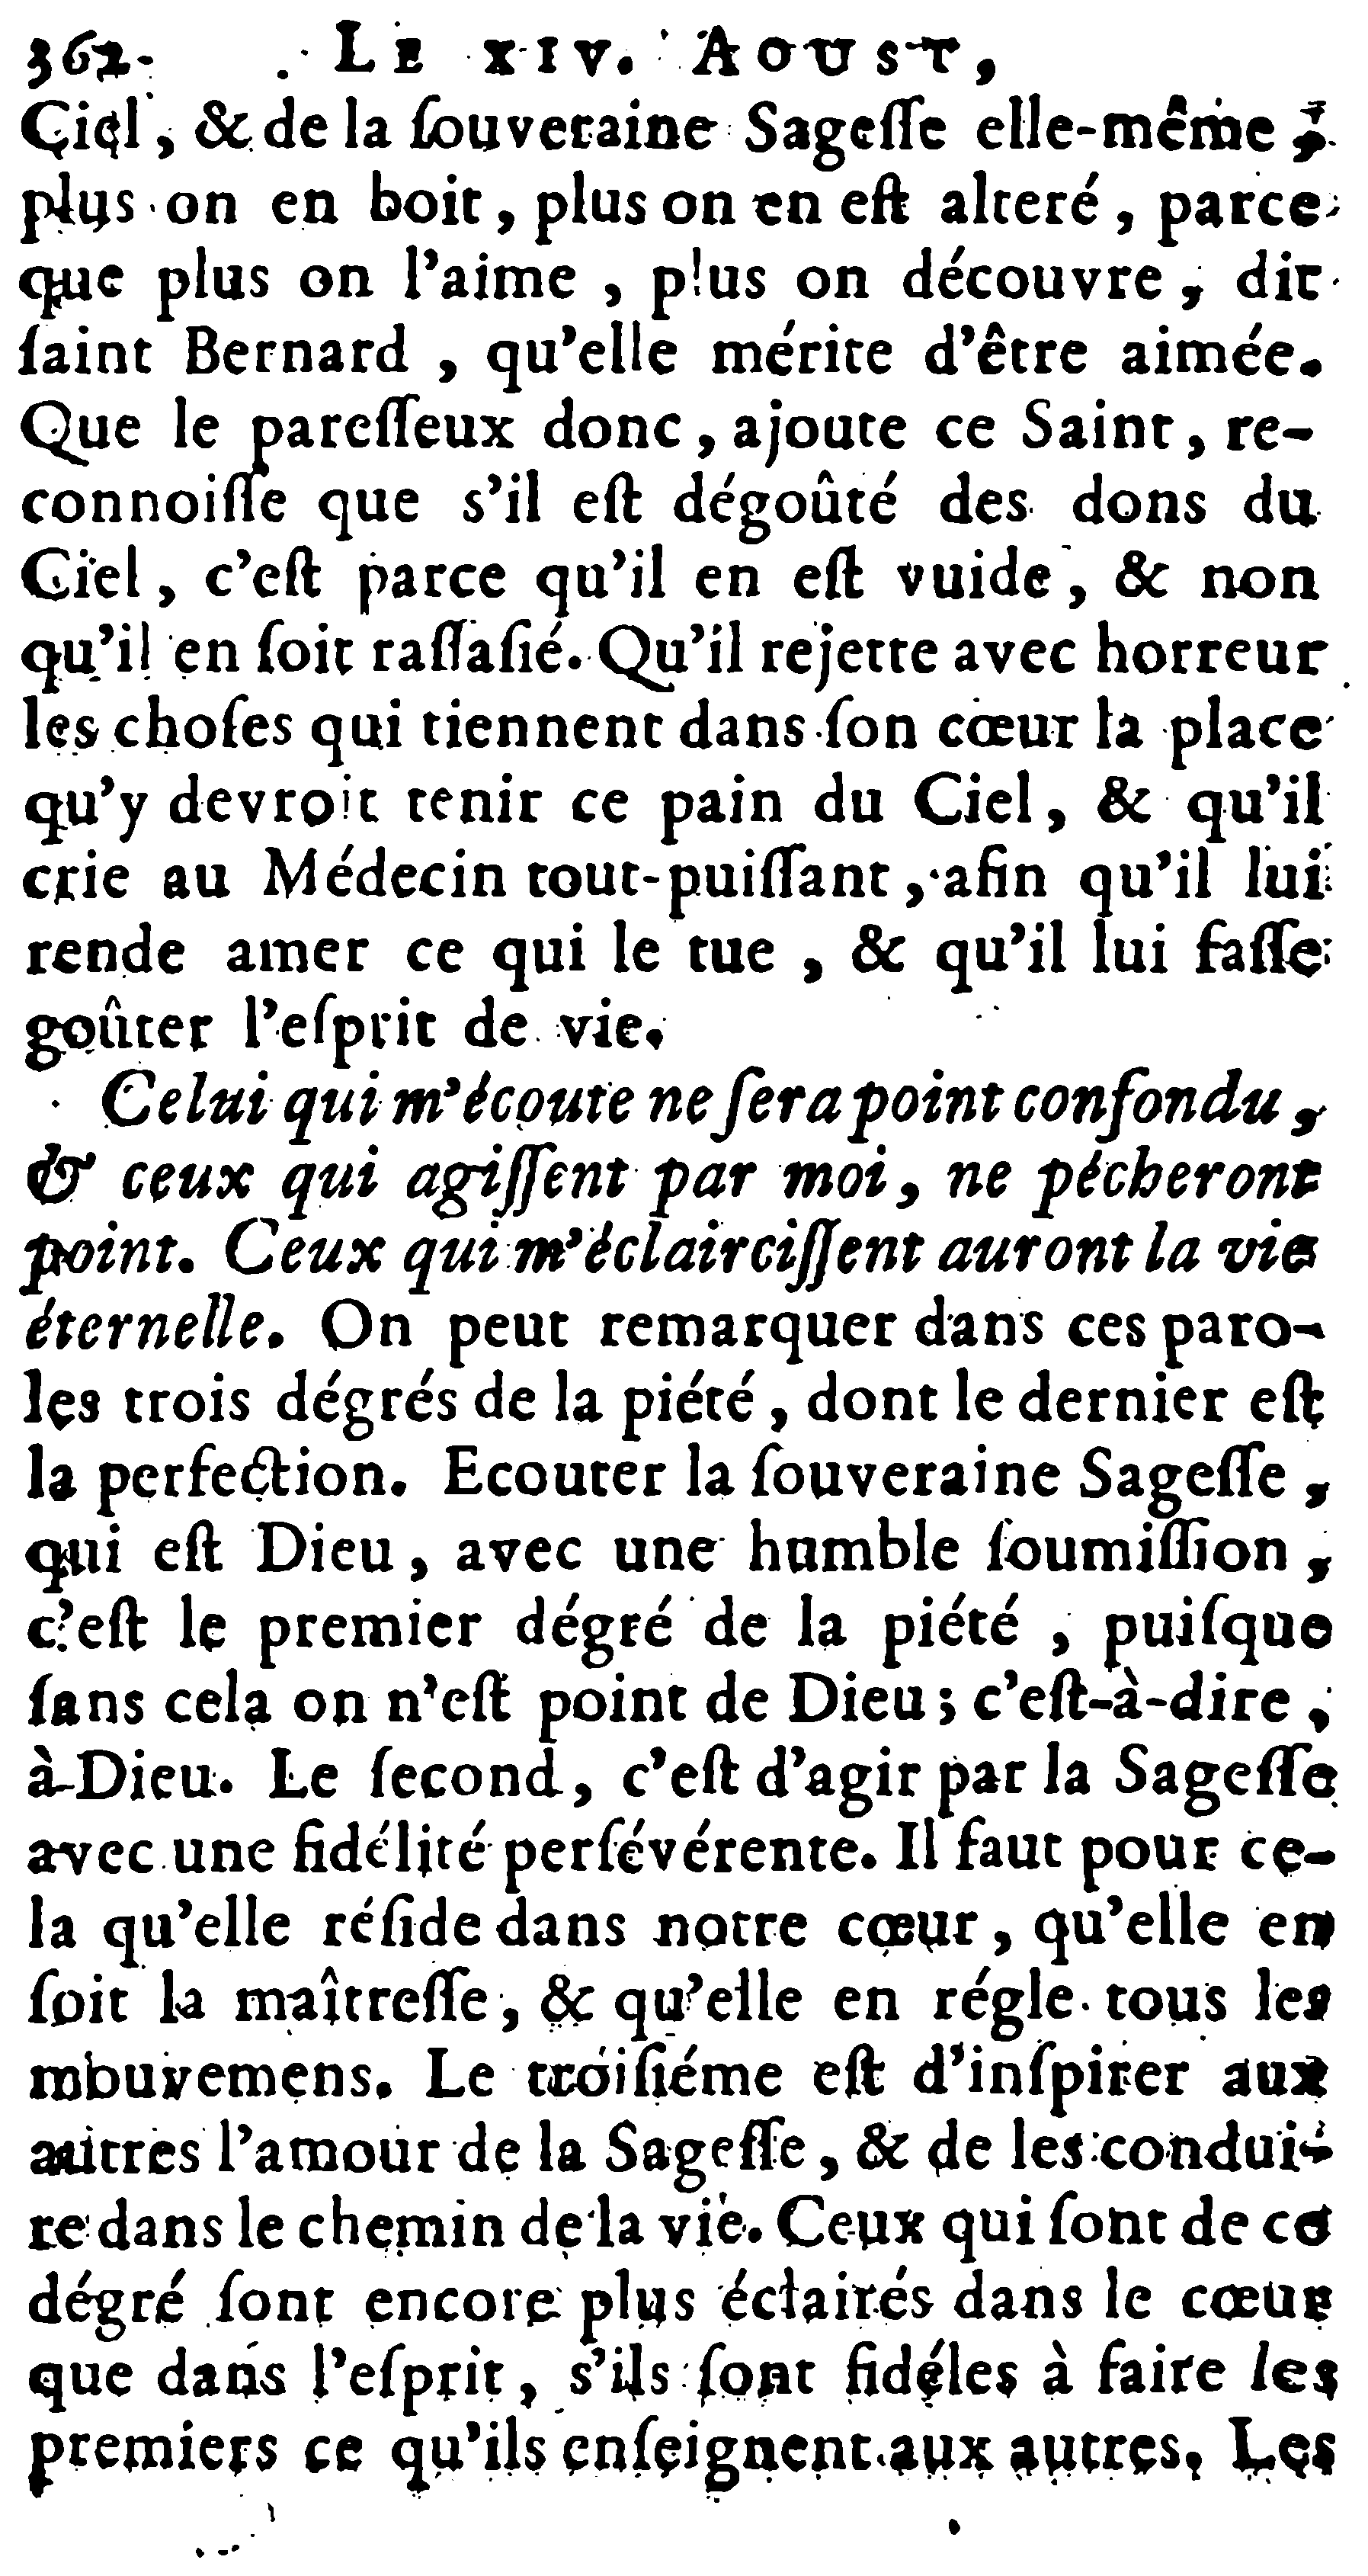 362. LE XIV. AOUST,
Ciel, & de la ſouveraine Sageſſe elle-même ;
plus on en boit, plus on en eſt alteré, parce
que plus on l'aime, plus on découvre, dit
ſaint Bernard, qu'elle mérite d'être aimée.
Que le pareſſeux donc, ajoute ce Saint, re-
connoiſſe que s'il eſt dégoûté des dons du
Ciel, c'eſt parce qu'il en eſt vuide, & non
qu'il en ſoit raſſaſié. Qu'il rejette avec horreur
les choſes qui tiennent dans ſon cœur la place
qu'y devroit tenir ce pain du Ciel, & qu'il
crie au Médecin tout-puiſſant, afin qu'il lui
rende amer ce qui le tue, & qu'il lui faſſe
goûter l'eſprit de vie.
Celui qui m'écoute ne ſera point confondu,
& ceux qui agiſſent par moi, ne pécheront
point. Ceux qui m'éclairciſſent auront la vie
éternelle. On peut remarquer dans ces paro-
les trois dégrés de la piété, dont le dernier eſt
la perfection. Ecouter la ſouveraine Sageſſe,
qui eſt Dieu, avec une humble ſoumiſſion,
c'eſt le premier dégré de la piété, puiſque
ſans cela on n'eſt point de Dieu; c'eſt-à-dire,
à Dieu. Le ſecond, c'eſt d'agir par la Sageſſe
avec une fidélité perſévérente. Il faut pour ce-
la qu'elle réſide dans notre cœur, qu'elle en
ſoit la maîtreſſe, & qu'elle en régle tous les
mouvemens. Le troiſiéme eſt d'inſpirer aux
autres l'amour de la Sageſſe, & de les condui-
re dans le chemin de la vie. Ceux qui ſont de ce
dégré ſont encore plus éclairés dans le cœur
que dans l'eſprit, s'ils ſont fidéles à faire les
premiers ce qu'ils enſeignent aux autres. Les